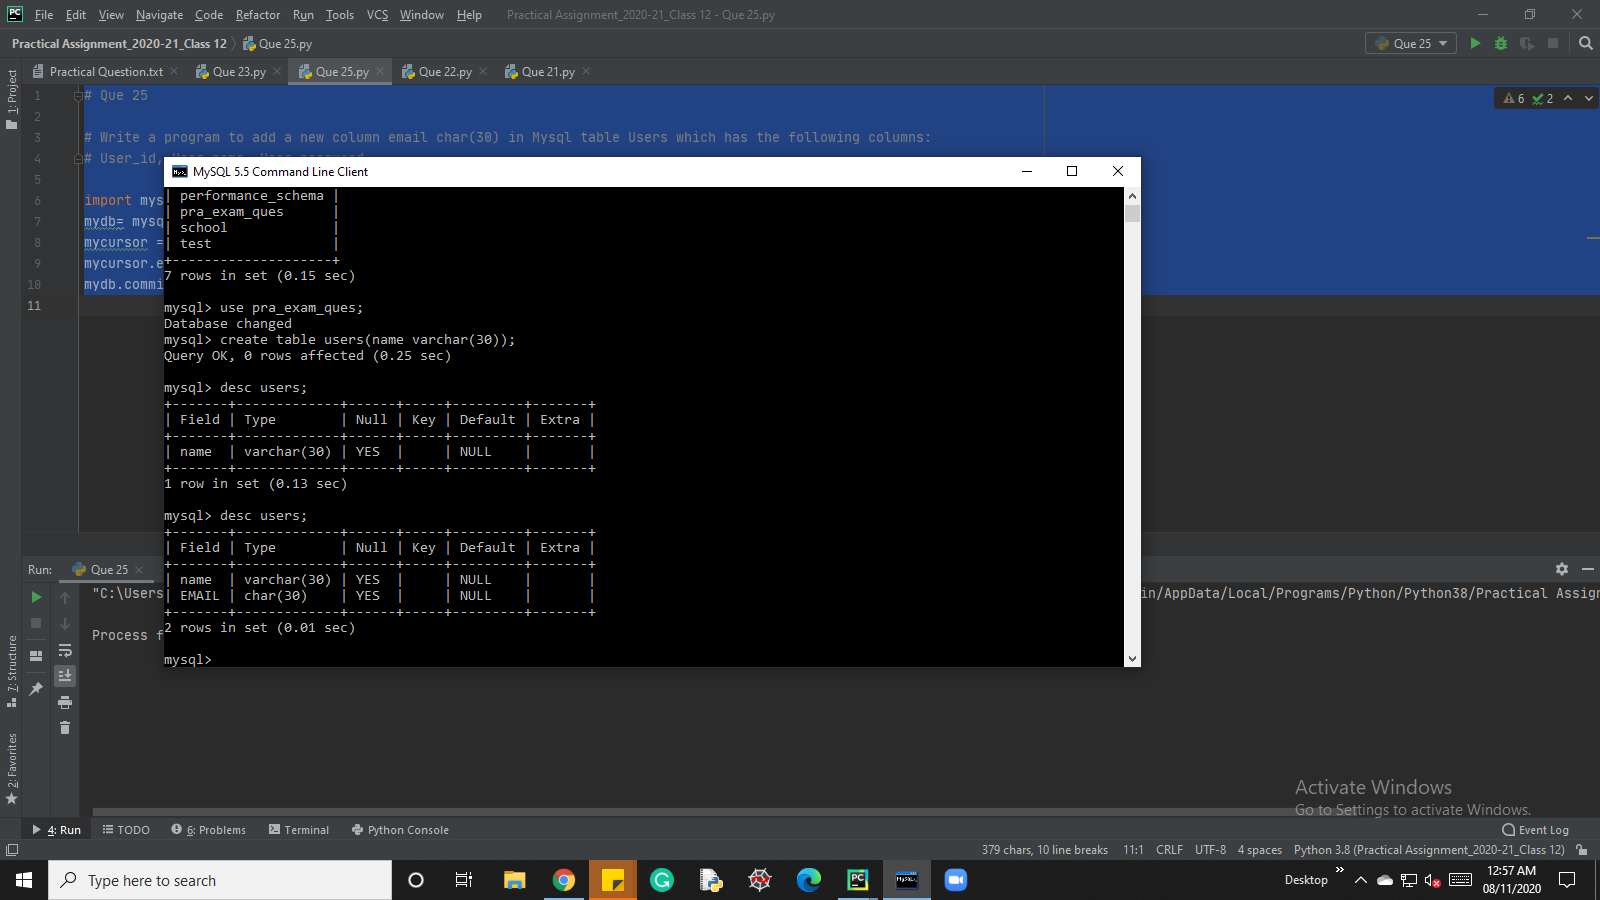 File Edit View Navigate Code Refactor Run Tools VCS Window Help Practical Assignment_2020-21_Class 12 - Que 25.py
Practical Assignment_2020-21_Class 12 Que 25.py Que 25
Practical Question.txt Que 23.py Que 25.py Que 22.py Que 21.py
1: Project
1 # Que 25
6 2
2
3 # Write a program to add a new column email char(30) in Mysql table Users which has the following columns:
4 # User_id,
5
6 import mys
7 mydb= mysq
8 mycursor =
9 mycursor.e
10 mydb.commi
11
MySQL 5.5 Command Line Client
| performance_schema |
| pra_exam_ques |
| school |
| test |
+--------------------+
7 rows in set (0.15 sec)
mysql> use pra_exam_ques;
Database changed
mysql> create table users(name varchar(30));
Query OK, 0 rows affected (0.25 sec)
mysql> desc users;
+-------+-------------+------+-----+---------+-------+
| Field | Type | Null | Key | Default | Extra |
+-------+-------------+------+-----+---------+-------+
| name | varchar(30) | YES | | NULL | |
+-------+-------------+------+-----+---------+-------+
1 row in set (0.13 sec)
mysql> desc users;
+-------+-------------+------+-----+---------+-------+
| Field | Type | Null | Key | Default | Extra |
+-------+-------------+------+-----+---------+-------+
| name | varchar(30) | YES | | NULL | |
| EMAIL | char(30) | YES | | NULL | |
+-------+-------------+------+-----+---------+-------+
2 rows in set (0.01 sec)
mysql>
Run: Que 25
"C:\Users in/AppData/Local/Programs/Python/Python38/Practical Assign
Process f
7: Structure
2: Favorites
Activate Windows
Go to Settings to activate Windows.
4: Run TODO 6: Problems Terminal Python Console Event Log
379 chars, 10 line breaks 11:1 CRLF UTF-8 4 spaces Python 3.8 (Practical Assignment_2020-21_Class 12)
Type here to search
Desktop
12:57 AM
08/11/2020